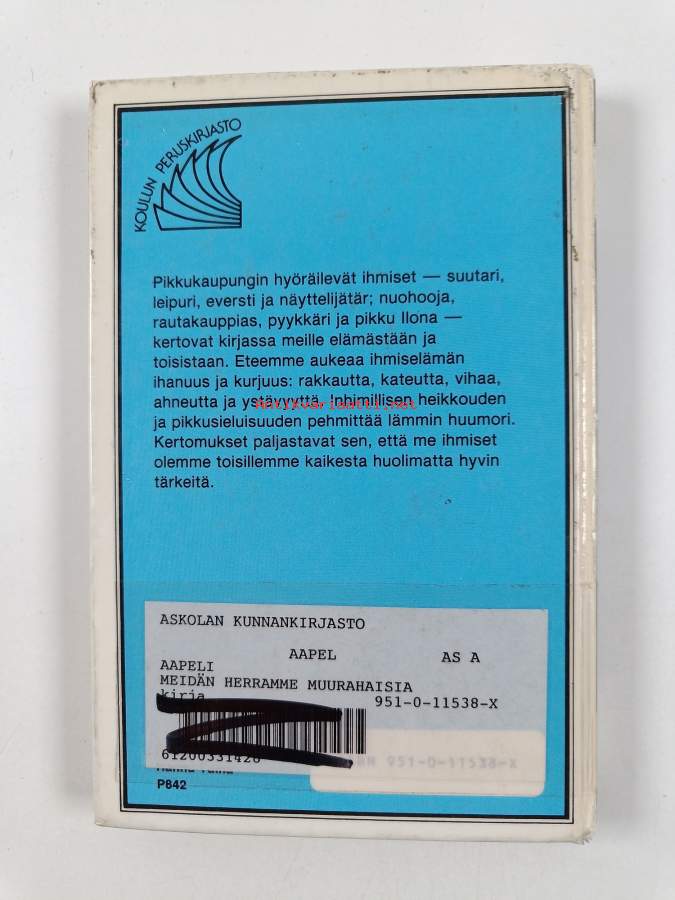 KOULUN PERUSKIRJASTO
Pikkukaupungin hyöräilevät ihmiset — suutari,
leipuri, eversti ja näyttelijätär; nuohooja,
rautakauppias, pyykkäri ja pikku Ilona —
kertovat kirjassa meille elämästään ja
toisistaan. Eteemme aukeaa ihmiselämän
ihanuus ja kurjuus: rakkautta, kateutta, vihaa,
ahneutta ja ystävyyttä. Inhimillisen heikkouden
Antikvariaatti.net
ja pikkusieluisuuden pehmittää lämmin huumori.
Kertomukset paljastavat sen, että me ihmiset
olemme toisillemme kaikesta huolimatta hyvin
tärkeitä.
ASKOLAN KUNNANKIRJASTO
AAPEL AS A
AAPELI
MEIDÄN HERRAMME MUURAHAISIA
kirja 951-0-11538-X
61200331426
951-0-11538-X
P842